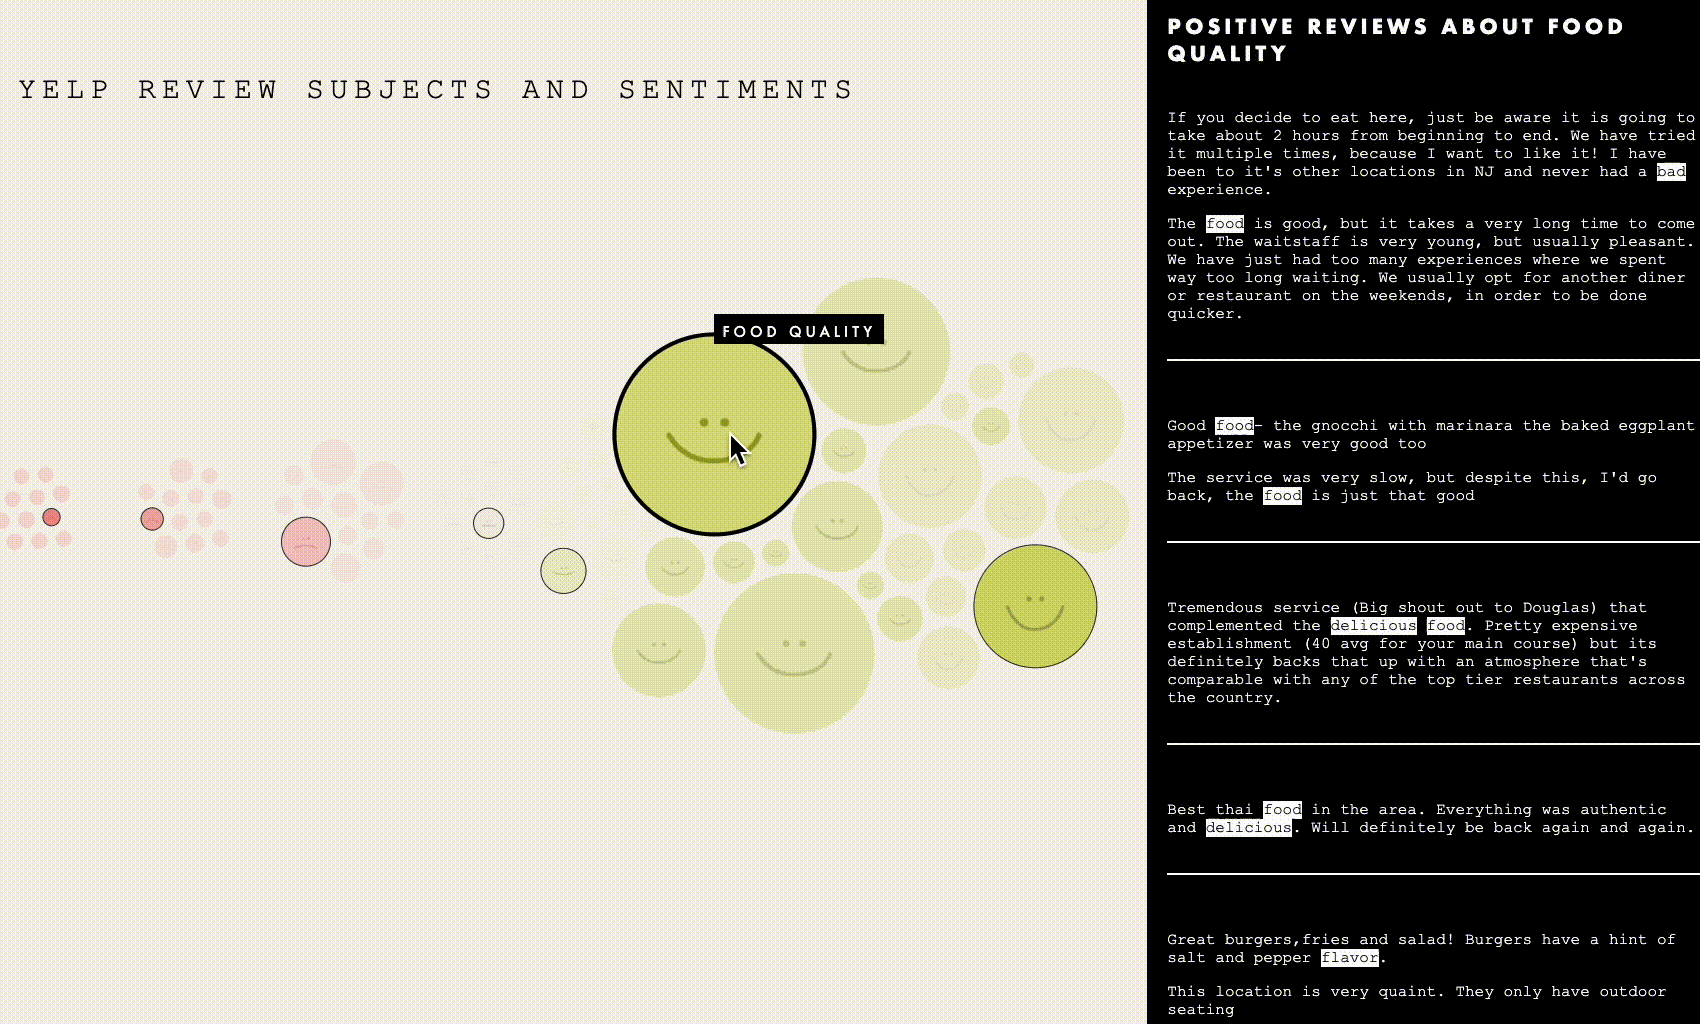 YELP REVIEW SUBJECTS AND SENTIMENTS
FOOD QUALITY
POSITIVE REVIEWS ABOUT FOOD
QUALITY
If you decide to eat here, just be aware it is going to
take about 2 hours from beginning to end. We have tried
it multiple times, because I want to like it! I have
been to it's other locations in NJ and never had a bad
experience.
The food is good, but it takes a very long time to come
out. The waitstaff is very young, but usually pleasant.
We have just had too many experiences where we spent
way too long waiting. We usually opt for another diner
or restaurant on the weekends, in order to be done
quicker.
Good food- the gnocchi with marinara the baked eggplant
appetizer was very good too
The service was very slow, but despite this, I'd go
back, the food is just that good
Tremendous service (Big shout out to Douglas) that
complemented the delicious food. Pretty expensive
establishment (40 avg for your main course) but its
definitely backs that up with an atmosphere that's
comparable with any of the top tier restaurants across
the country.
Best thai food in the area. Everything was authentic
and delicious. Will definitely be back again and again.
Great burgers,fries and salad! Burgers have a hint of
salt and pepper flavor.
This location is very quaint. They only have outdoor
seating